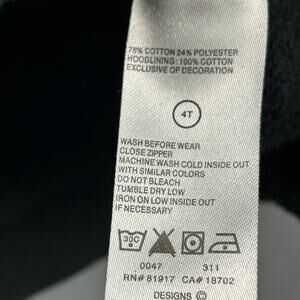 76% COTTON 24% POLYESTER
HOODLINING: 100% COTTON
EXCLUSIVE OF DECORATION
4T
WASH BEFORE WEAR
CLOSE ZIPPER
MACHINE WASH COLD INSIDE OUT
WITH SIMILAR COLORS
DO NOT BLEACH
TUMBLE DRY LOW
IRON ON LOW INSIDE OUT
IF NECESSARY
30C
0047 311
RN# 81917 CA# 18702
DESIGNS ©